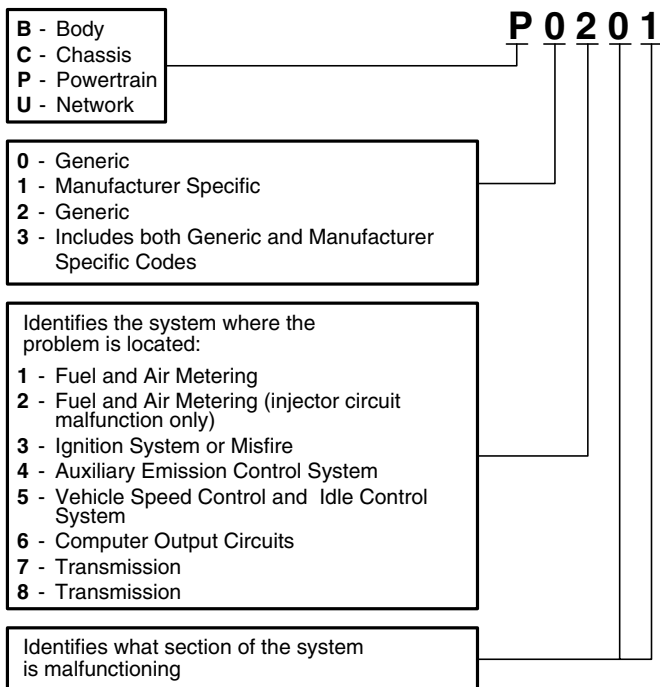 P 0 2 0 1
B - Body
C - Chassis
P - Powertrain
U - Network
0 - Generic
1 - Manufacturer Specific
2 - Generic
3 - Includes both Generic and Manufacturer
Specific Codes
Identifies the system where the
problem is located:
1 - Fuel and Air Metering
2 - Fuel and Air Metering (injector circuit
malfunction only)
3 - Ignition System or Misfire
4 - Auxiliary Emission Control System
5 - Vehicle Speed Control and Idle Control
System
6 - Computer Output Circuits
7 - Transmission
8 - Transmission
Identifies what section of the system
is malfunctioning